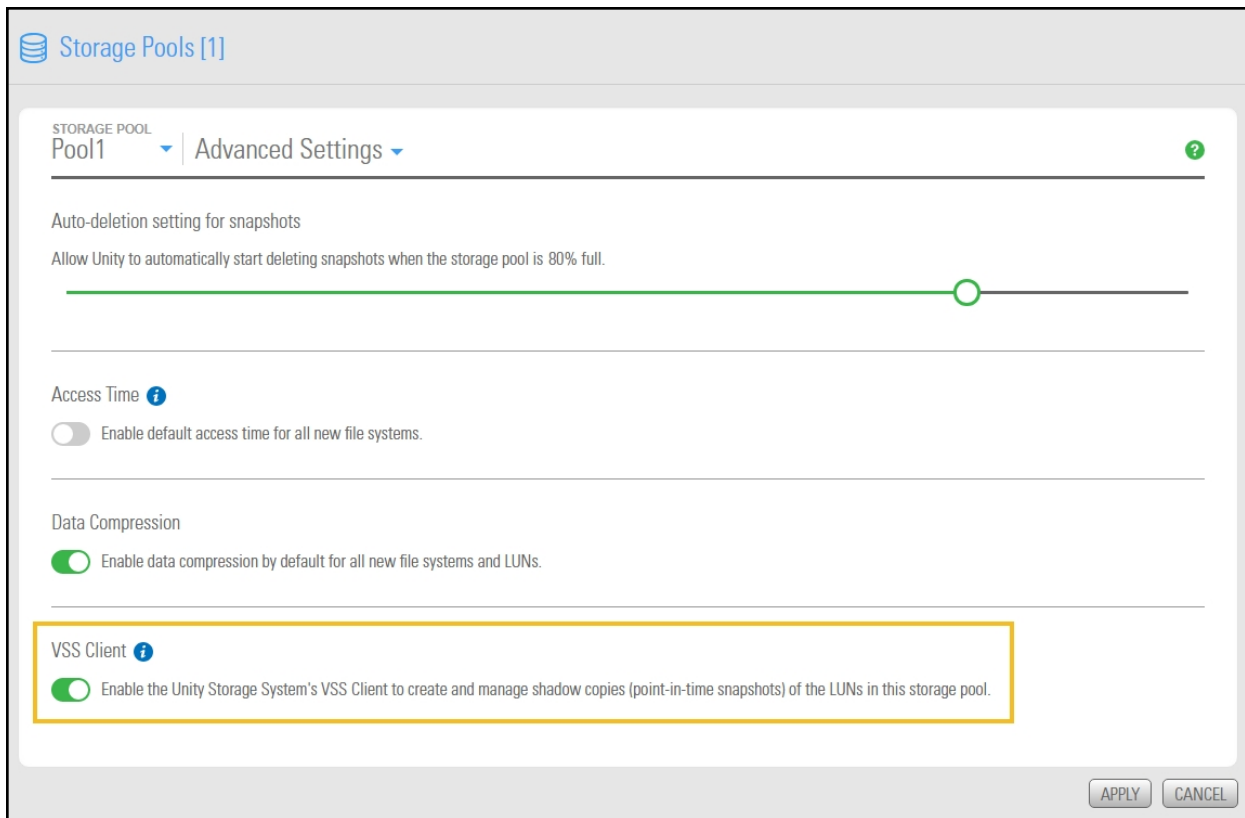 Storage Pools [1]
STORAGE POOL
Pool1
Advanced Settings
?
Auto-deletion setting for snapshots
Allow Unity to automatically start deleting snapshots when the storage pool is 80% full.
Access Time i
Enable default access time for all new file systems.
Data Compression
Enable data compression by default for all new file systems and LUNs.
VSS Client i
Enable the Unity Storage System's VSS Client to create and manage shadow copies (point-in-time snapshots) of the LUNs in this storage pool.
APPLY CANCEL